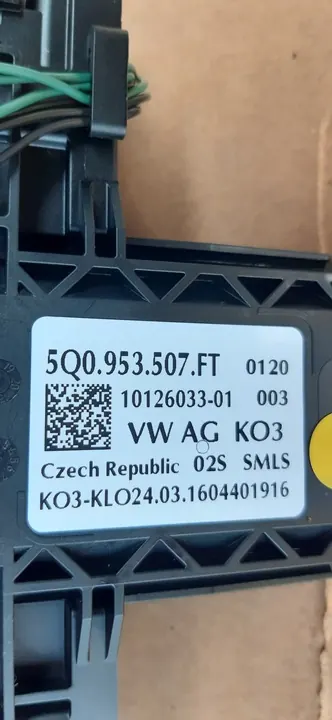 5Q0.953.507.FT 0120
10126033-01 003
VW AG KO3
Czech Republic 02S SMLS
KO3-KLO24.03.1604401916